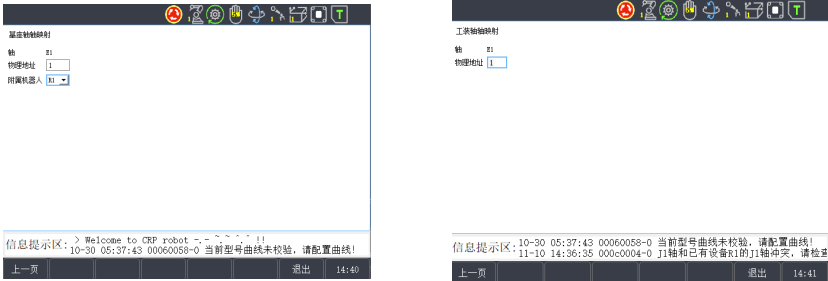 基座轴轴映射
轴 E1
物理地址 1
附属机器人 R1
信息提示区: > Welcome to CRP robot -.- ~.~ ^.^ !!
10-30 05:37:43 00060058-0 当前型号曲线未校验, 请配置曲线!
上一页 退出 14:40
工装轴轴映射
轴 E1
物理地址 1
信息提示区: 10-30 05:37:43 00060058-0 当前型号曲线未校验, 请配置曲线!
11-10 14:36:35 000c0004-0 J1轴和已有设备R1的J1轴冲突, 请检查
上一页 退出 14:41